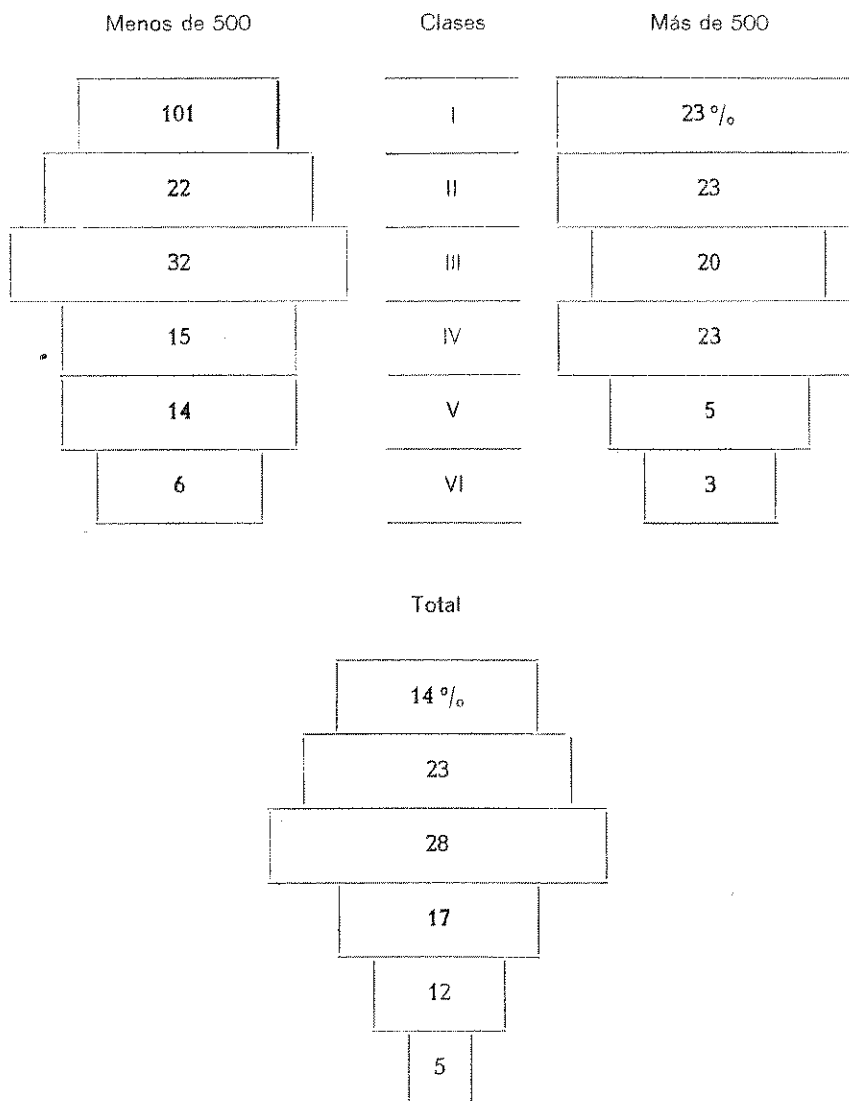 Menos de 500 Clases Más de 500
101 I 23 %
22 II 23
32 III 20
15 IV 23
14 V 5
6 VI 3
Total
14 %
23
28
17
12
5